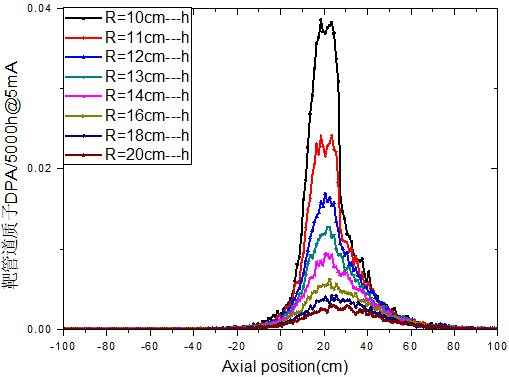 0.04
R=10cm---h
R=11cm---h
R=12cm---h
R=13cm---h
R=14cm---h
R=16cm---h
R=18cm---h
R=20cm---h
0.02
0.00
靶管道质子DPA/5000h@5mA
-100 -80 -60 -40 -20 0 20 40 60 80 100
Axial position(cm)